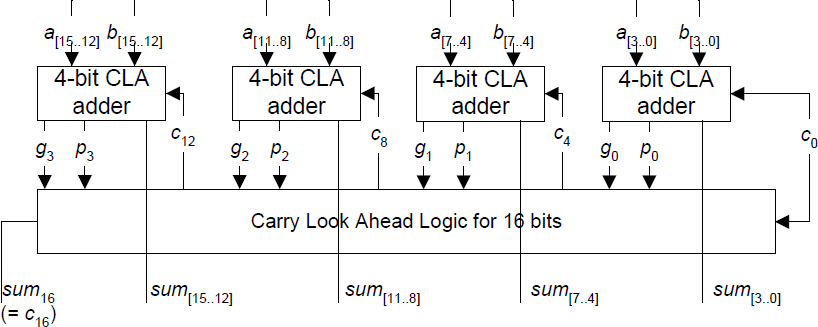 a[15..12] b[15..12] a[11..8] b[11..8] a[7..4] b[7..4] a[3..0] b[3..0]
4-bit CLA adder
4-bit CLA adder
4-bit CLA adder
4-bit CLA adder
g3 p3 c12 g2 p2 c8 g1 p1 c4 g0 p0 c0
Carry Look Ahead Logic for 16 bits
sum16 sum[15..12] sum[11..8] sum[7..4] sum[3..0]
(= c16)